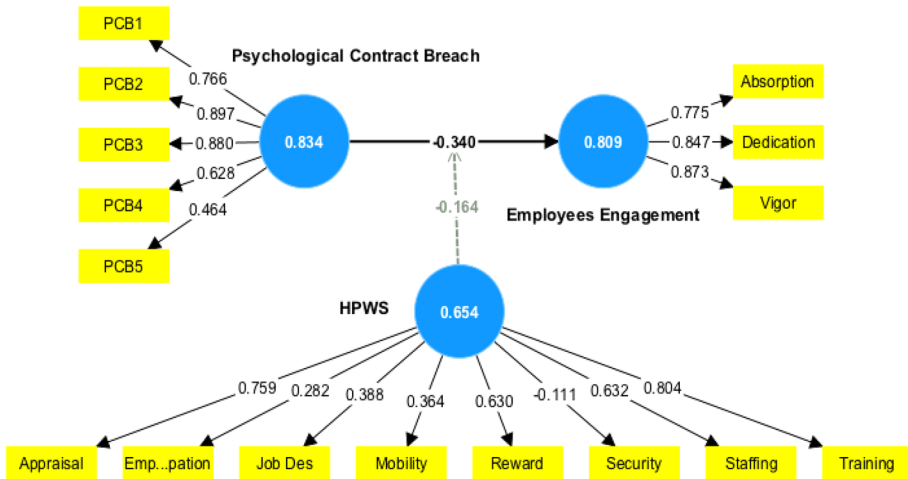 PCB1
Psychological Contract Breach
0.766
PCB2
Absorption
0.897
0.775
PCB3
0.834
0.880
-0.340
0.809
0.847
Dedication
0.628
0.873
PCB4
0.464
Vigor
-0.164
Employees Engagement
PCB5
HPWS
0.654
0.759
0.282
0.388
0.364
0.630
-0.111
0.632
0.804
Appraisal
Emp...pation
Job Des
Mobility
Reward
Security
Staffing
Training